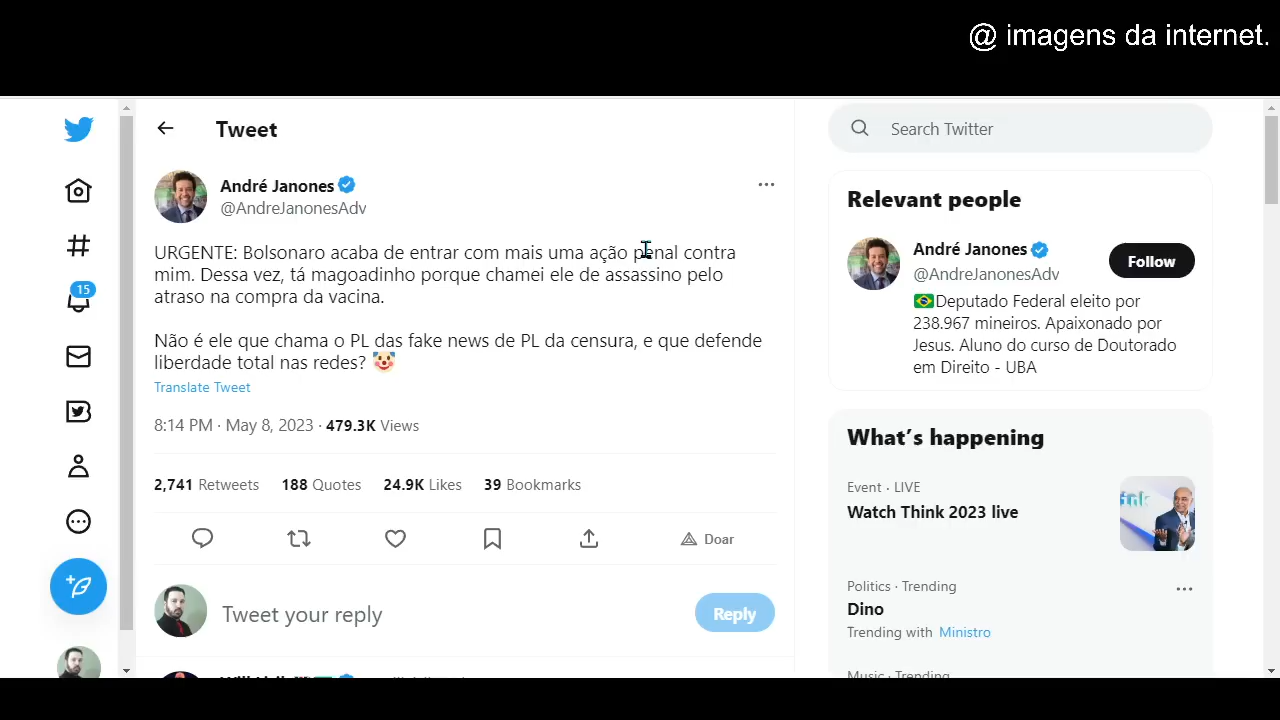 @ imagens da internet.
Tweet
André Janones
@AndreJanonesAdv
URGENTE: Bolsonaro acaba de entrar com mais uma ação penal contra
mim. Dessa vez, tá magoadinho porque chamei ele de assassino pelo
atraso na compra da vacina.
Não é ele que chama o PL das fake news de PL da censura, e que defende
liberdade total nas redes? 🤡
Translate Tweet
8:14 PM · May 8, 2023 · 479.3K Views
2,741 Retweets 188 Quotes 24.9K Likes 39 Bookmarks
Doar
Tweet your reply
Reply
15
Search Twitter
Relevant people
André Janones
@AndreJanonesAdv
Follow
🇧🇷Deputado Federal eleito por
238.967 mineiros. Apaixonado por
Jesus. Aluno do curso de Doutorado
em Direito - UBA
What's happening
Event · LIVE
Watch Think 2023 live
Politics · Trending
Dino
Trending with Ministro
Music · Trending